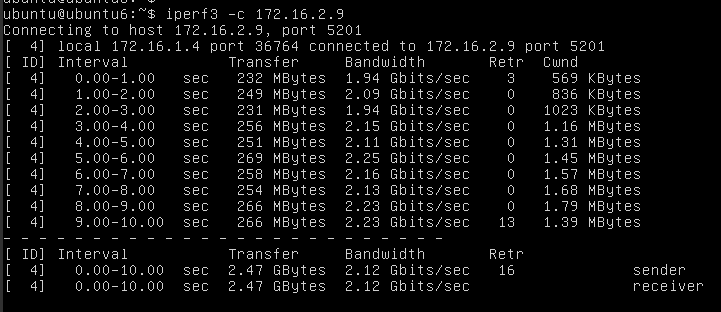 ubuntu@ubuntu6:~$
ubuntu@ubuntu6:~$ iperf3 -c 172.16.2.9
Connecting to host 172.16.2.9, port 5201
[  4] local 172.16.1.4 port 36764 connected to 172.16.2.9 port 5201
[ ID] Interval           Transfer     Bandwidth       Retr  Cwnd
[  4]   0.00-1.00   sec   232 MBytes  1.94 Gbits/sec    3    569 KBytes
[  4]   1.00-2.00   sec   249 MBytes  2.09 Gbits/sec    0    836 KBytes
[  4]   2.00-3.00   sec   231 MBytes  1.94 Gbits/sec    0   1023 KBytes
[  4]   3.00-4.00   sec   256 MBytes  2.15 Gbits/sec    0   1.16 MBytes
[  4]   4.00-5.00   sec   251 MBytes  2.11 Gbits/sec    0   1.31 MBytes
[  4]   5.00-6.00   sec   269 MBytes  2.25 Gbits/sec    0   1.45 MBytes
[  4]   6.00-7.00   sec   258 MBytes  2.16 Gbits/sec    0   1.57 MBytes
[  4]   7.00-8.00   sec   254 MBytes  2.13 Gbits/sec    0   1.68 MBytes
[  4]   8.00-9.00   sec   266 MBytes  2.23 Gbits/sec    0   1.79 MBytes
[  4]   9.00-10.00  sec   266 MBytes  2.23 Gbits/sec   13   1.39 MBytes
- - - - - - - - - - - - - - - - - - - - - - - - -
[ ID] Interval           Transfer     Bandwidth       Retr
[  4]   0.00-10.00  sec  2.47 GBytes  2.12 Gbits/sec   16             sender
[  4]   0.00-10.00  sec  2.47 GBytes  2.12 Gbits/sec                  receiver